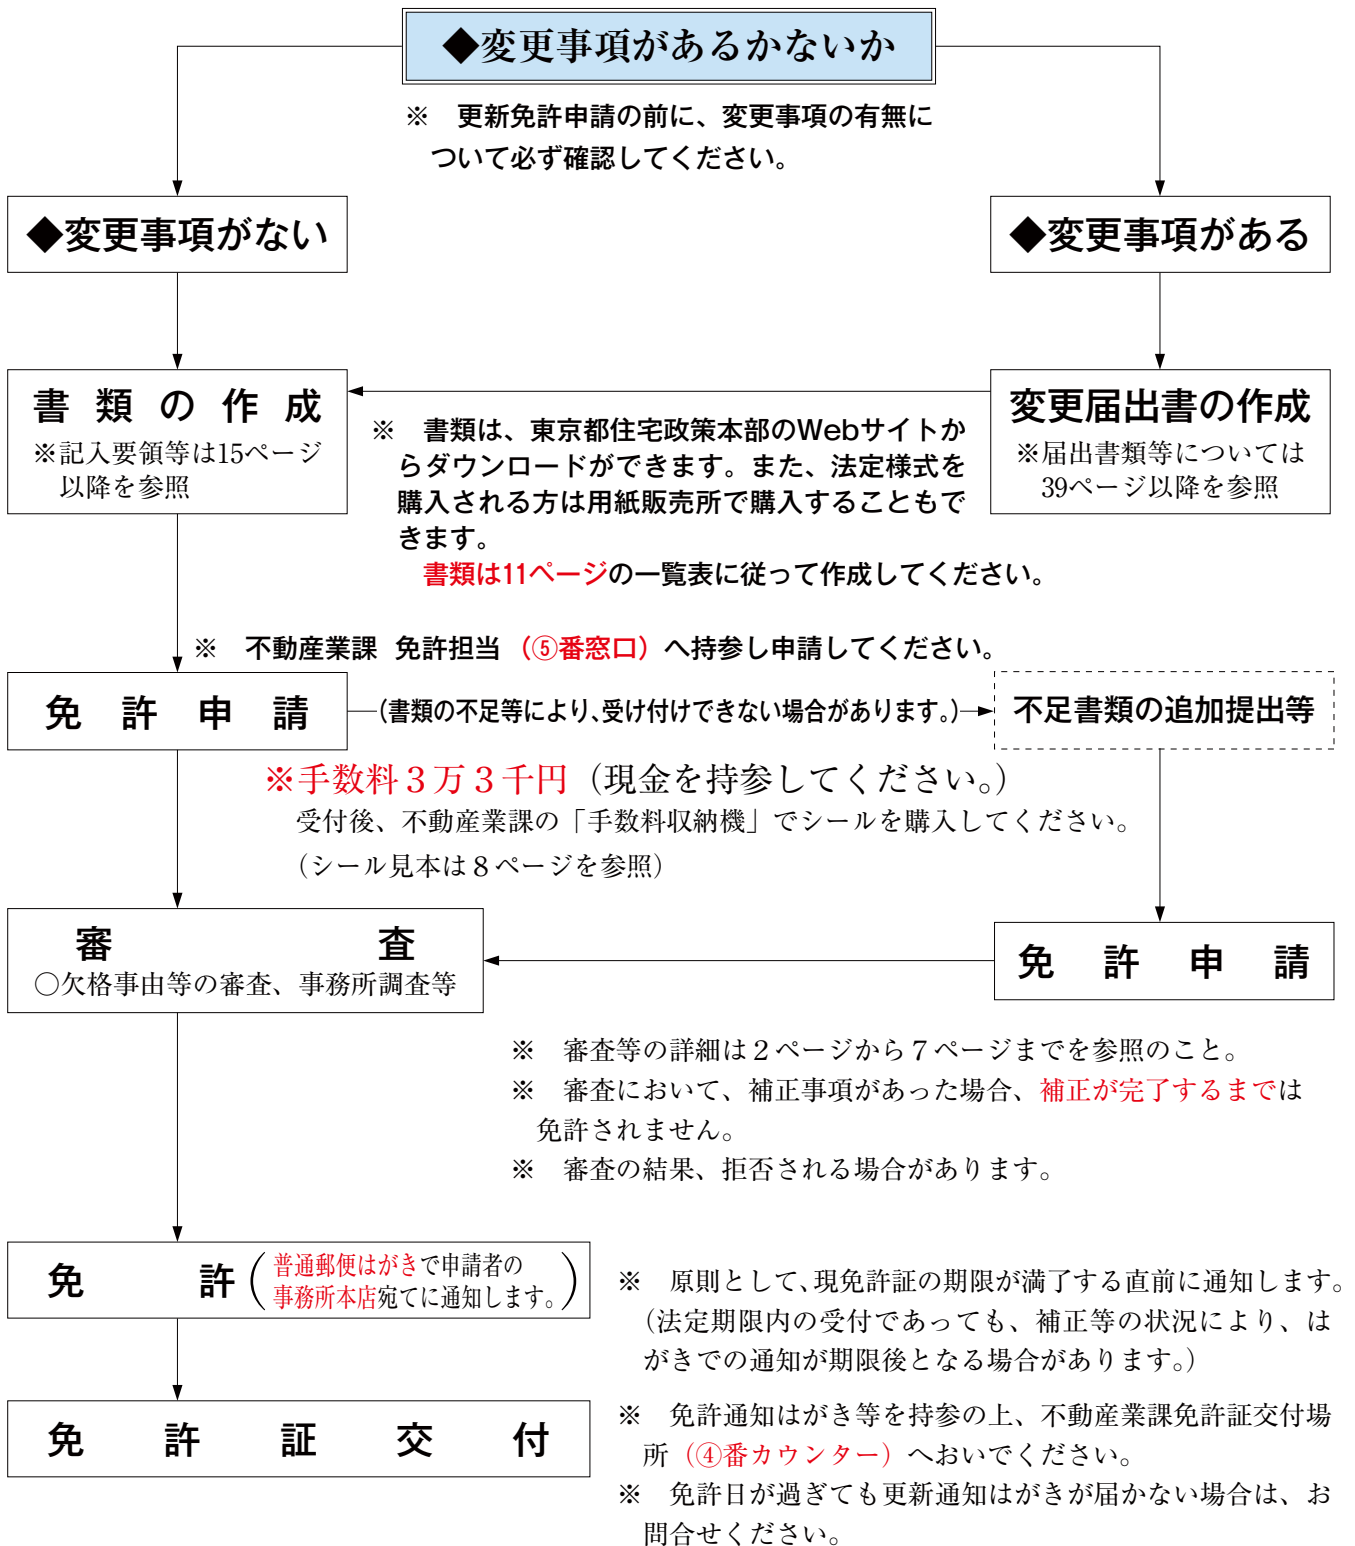 ◆変更事項があるかないか
※　更新免許申請の前に、変更事項の有無に
ついて必ず確認してください。
◆変更事項がない
◆変更事項がある
書類の作成
※記入要領等は15ページ
以降を参照
変更届出書の作成
※届出書類等については
39ページ以降を参照
※　書類は、東京都住宅政策本部のWebサイトか
らダウンロードができます。また、法定様式を
購入される方は用紙販売所で購入することもで
きます。
書類は11ページの一覧表に従って作成してください。
※　不動産業課 免許担当（⑤番窓口）へ持参し申請してください。
免許申請
（書類の不足等により、受け付けできない場合があります。）
不足書類の追加提出等
※手数料３万３千円（現金を持参してください。）
受付後、不動産業課の「手数料収納機」でシールを購入してください。
（シール見本は８ページを参照）
審査
○欠格事由等の審査、事務所調査等
免許申請
※　審査等の詳細は２ページから７ページまでを参照のこと。
※　審査において、補正事項があった場合、補正が完了するまでは
免許されません。
※　審査の結果、拒否される場合があります。
免許（普通郵便はがきで申請者の
事務所本店宛てに通知します。）
※　原則として、現免許証の期限が満了する直前に通知します。
（法定期限内の受付であっても、補正等の状況により、は
がきでの通知が期限後となる場合があります。）
免許証交付
※　免許通知はがき等を持参の上、不動産業課免許証交付場
所（④番カウンター）へおいでください。
※　免許日が過ぎても更新通知はがきが届かない場合は、お
問合せください。